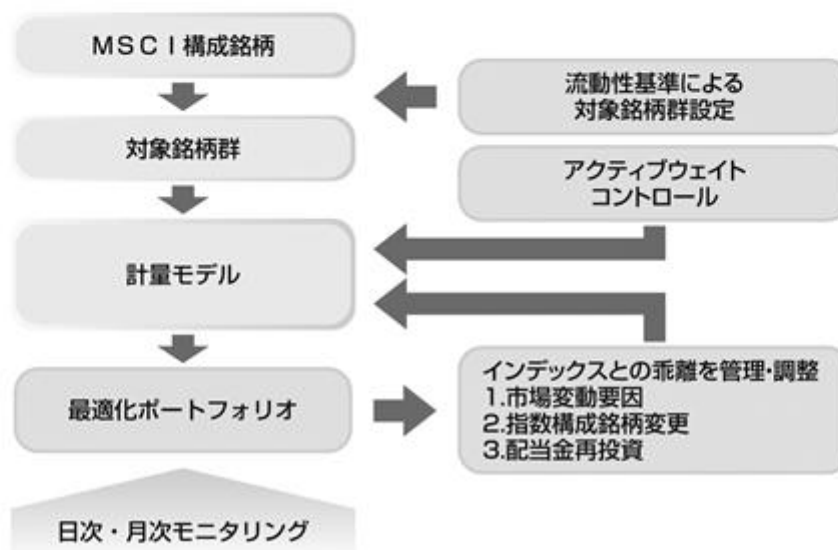 MSCI構成銘柄
流動性基準による
対象銘柄群設定
対象銘柄群
アクティブウェイト
コントロール
計量モデル
最適化ポートフォリオ
インデックスとの乖離を管理・調整
1.市場変動要因
2.指数構成銘柄変更
3.配当金再投資
日次・月次モニタリング